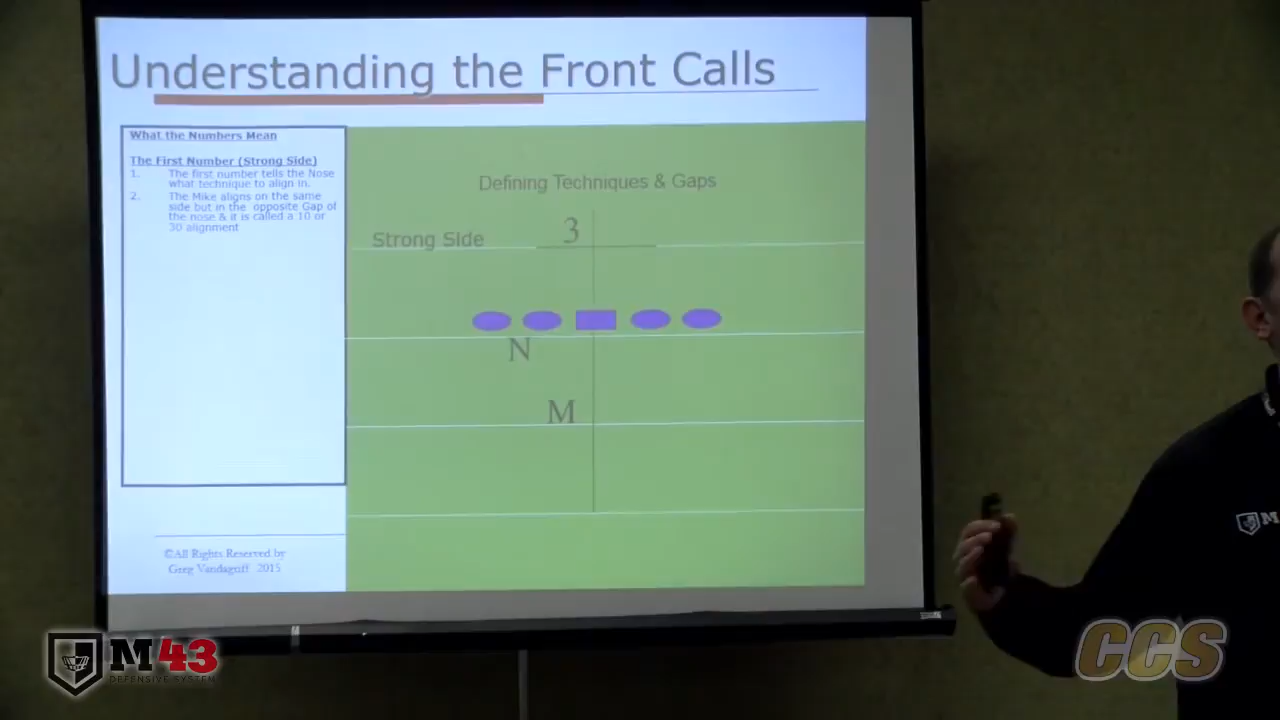 Understanding the Front Calls
What the Numbers Mean
The First Number (Strong Side)
1. The first number tells the Nose
what technique to align in.
2. The Mike aligns on the same
side but in the opposite Gap of
the nose & it is called a 10 or
30 alignment
Defining Techniques & Gaps
Strong Side
3
N
M
©All Rights Reserved by
Greg Vandagriff 2015
M43
DEFENSIVE SYSTEM
M
CCS